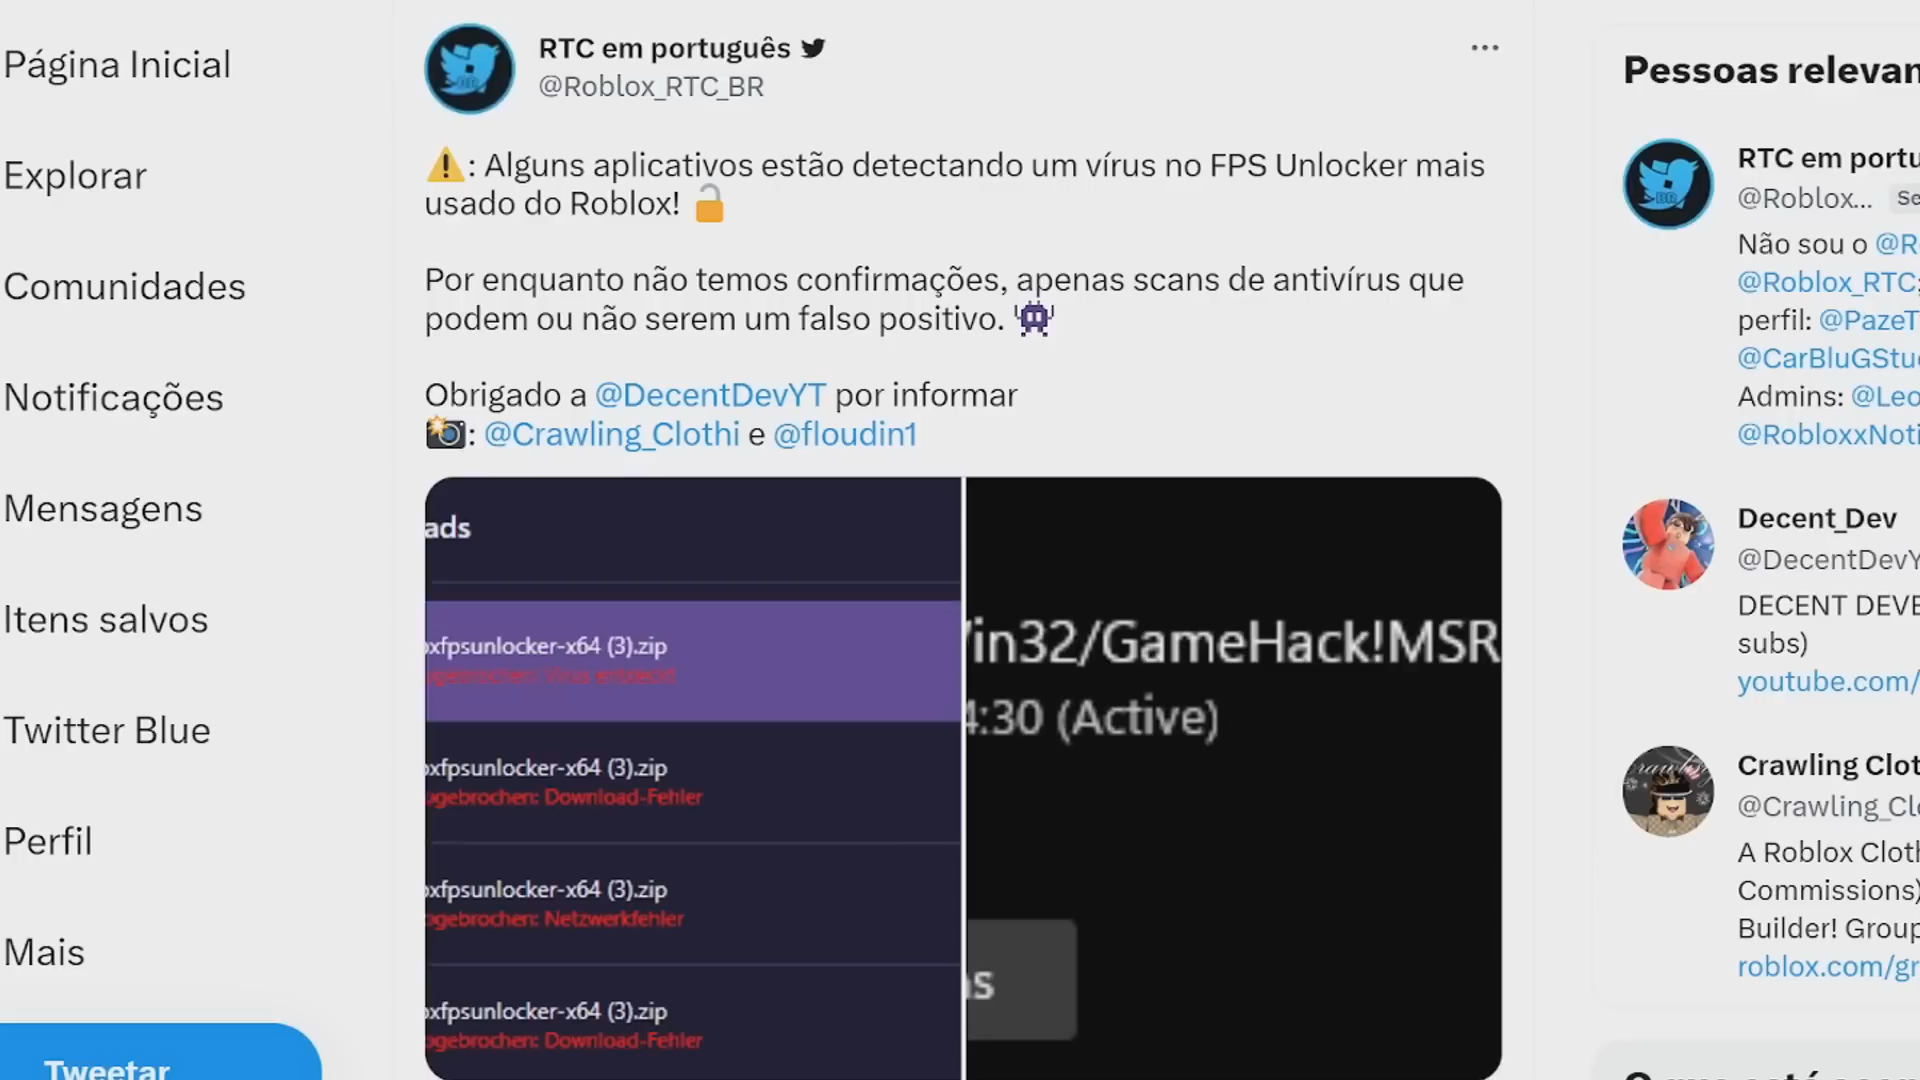 Página Inicial
Explorar
Comunidades
Notificações
Mensagens
Itens salvos
Twitter Blue
Perfil
Mais
Tweetar
RTC em português
@Roblox_RTC_BR
⚠️: Alguns aplicativos estão detectando um vírus no FPS Unlocker mais
usado do Roblox! 🔓
Por enquanto não temos confirmações, apenas scans de antivírus que
podem ou não serem um falso positivo. 👾
Obrigado a @DecentDevYT por informar
📸: @Crawling_Clothi e @floudin1
ads
xfpsunlocker-x64 (3).zip
gebrochen: Virus entdeckt
xfpsunlocker-x64 (3).zip
gebrochen: Download-Fehler
xfpsunlocker-x64 (3).zip
gebrochen: Netzwerkfehler
xfpsunlocker-x64 (3).zip
gebrochen: Download-Fehler
in32/GameHack!MSR
4:30 (Active)
s
Pessoas relevan
RTC em portu
@Roblox... Se
Não sou o @R
@Roblox_RTC;
perfil: @PazeT
@CarBluGStu
Admins: @Leo
@RobloxxNoti
Decent_Dev
@DecentDevY
DECENT DEVE
subs)
youtube.com/
Crawling Clot
@Crawling_Cl
A Roblox Cloth
Commissions)
Builder! Group
roblox.com/gr